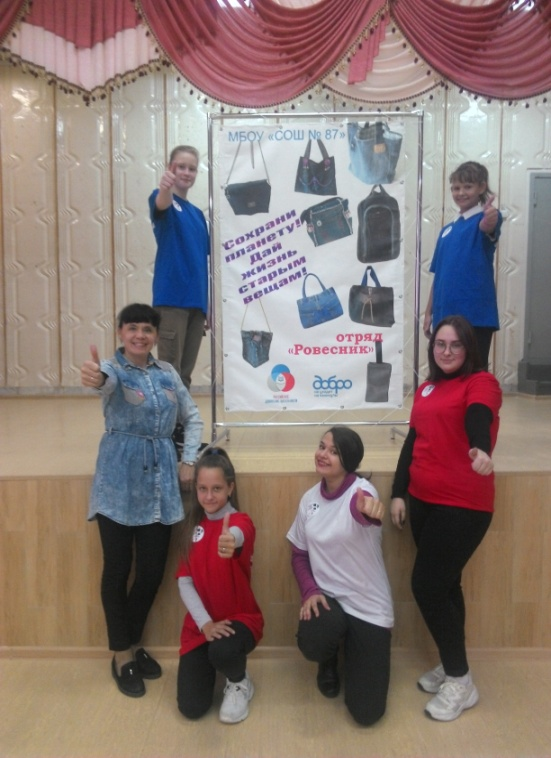 МБОУ «СОШ № 87»
Сохрани
планету!
Дай
жизнь
старым
вещам!
отряд
«Ровесник»
добро